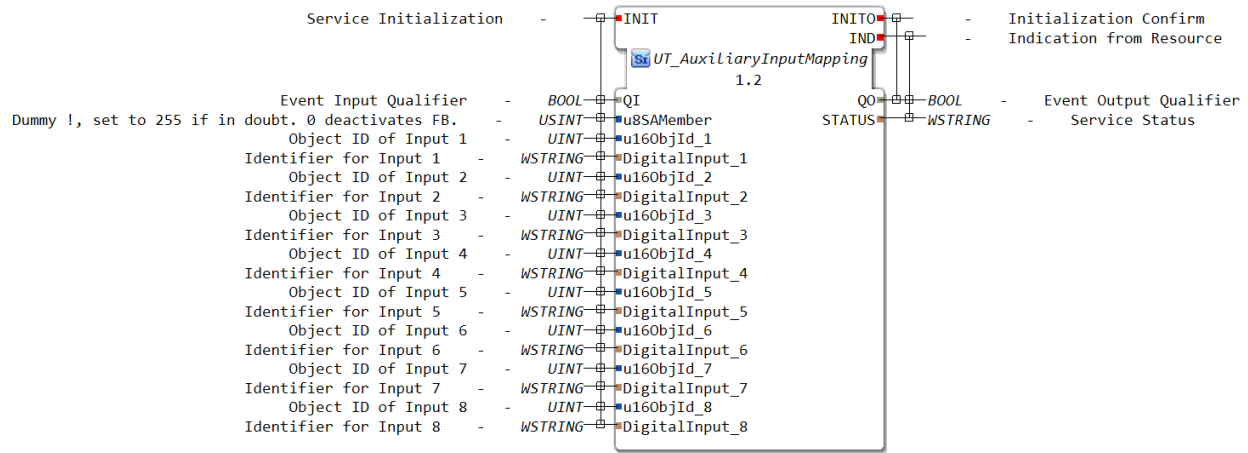 Service Initialization - INIT INITO - Initialization Confirm
IND - Indication from Resource
SI UT_AuxiliaryInputMapping
1.2
Event Input Qualifier - BOOL QI QO BOOL - Event Output Qualifier
Dummy !, set to 255 if in doubt. 0 deactivates FB. - USINT u8SAMember STATUS WSTRING - Service Status
Object ID of Input 1 - UINT u16ObjId_1
Identifier for Input 1 - WSTRING DigitalInput_1
Object ID of Input 2 - UINT u16ObjId_2
Identifier for Input 2 - WSTRING DigitalInput_2
Object ID of Input 3 - UINT u16ObjId_3
Identifier for Input 3 - WSTRING DigitalInput_3
Object ID of Input 4 - UINT u16ObjId_4
Identifier for Input 4 - WSTRING DigitalInput_4
Object ID of Input 5 - UINT u16ObjId_5
Identifier for Input 5 - WSTRING DigitalInput_5
Object ID of Input 6 - UINT u16ObjId_6
Identifier for Input 6 - WSTRING DigitalInput_6
Object ID of Input 7 - UINT u16ObjId_7
Identifier for Input 7 - WSTRING DigitalInput_7
Object ID of Input 8 - UINT u16ObjId_8
Identifier for Input 8 - WSTRING DigitalInput_8